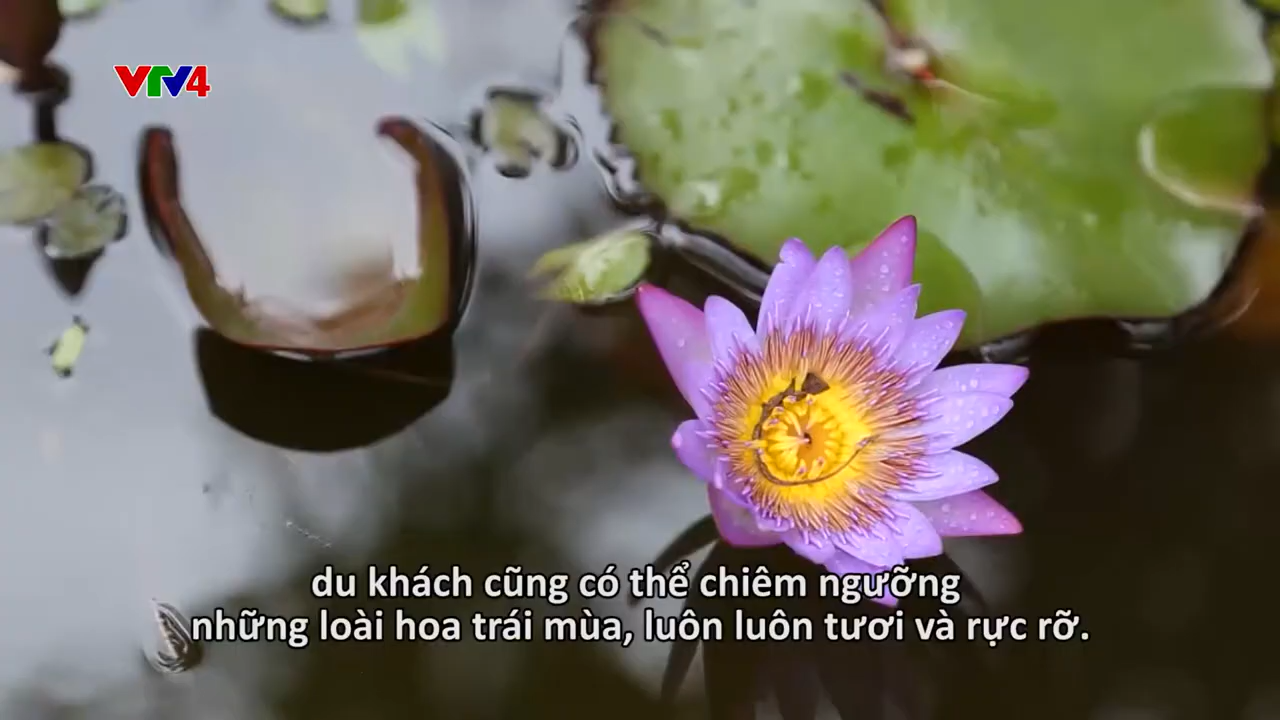 VTV4
du khách cũng có thể chiêm ngưỡng
những loài hoa trái mùa, luôn luôn tươi và rực rỡ.